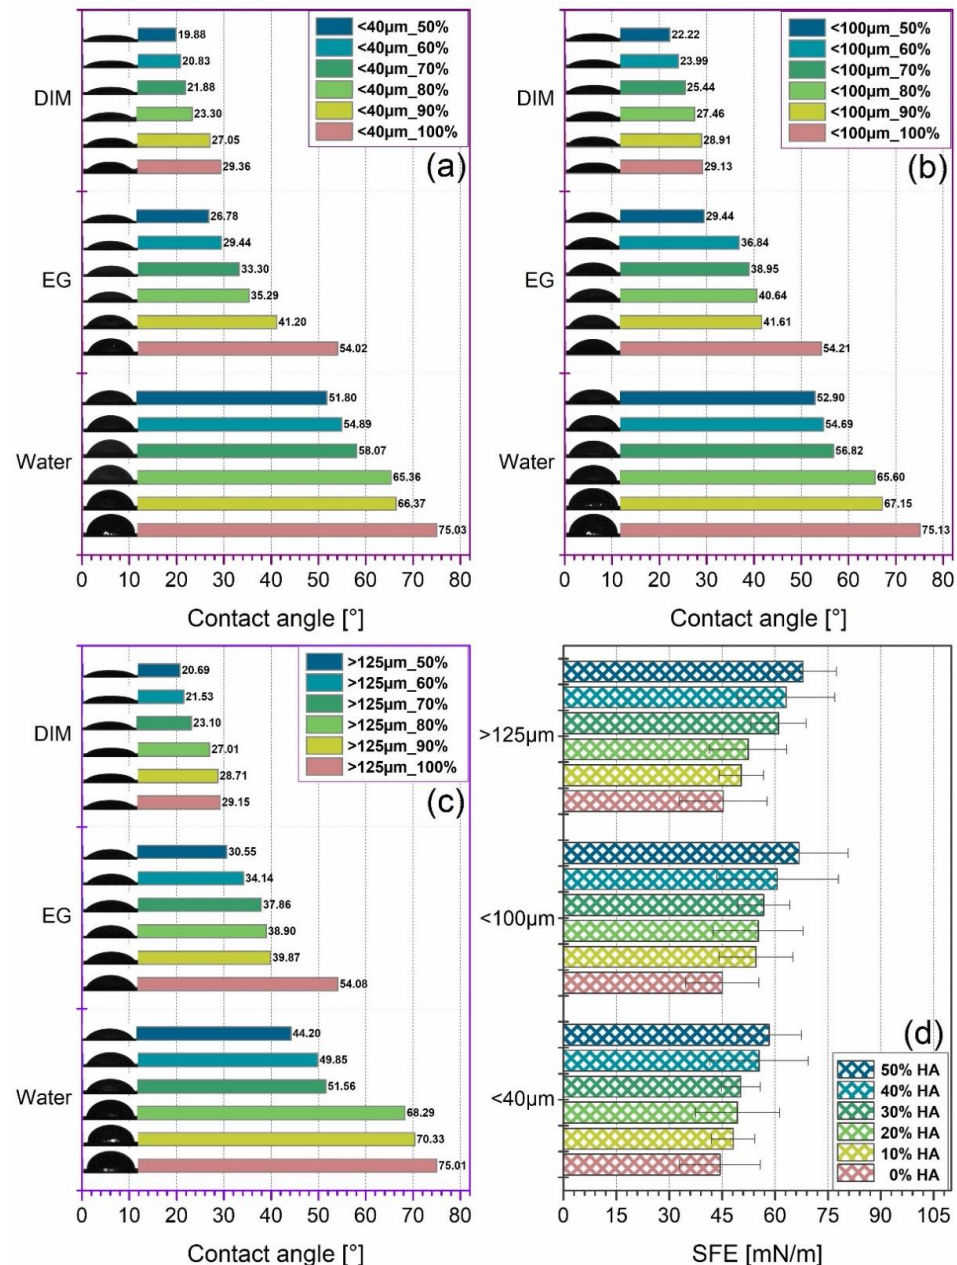 <40µm_50%
<40µm_60%
<40µm_70%
<40µm_80%
<40µm_90%
<40µm_100%
(a)
DIM
19.88
20.83
21.88
23.30
27.05
29.36
EG
26.78
29.44
33.30
35.29
41.20
54.02
Water
51.80
54.89
58.07
65.36
66.37
75.03
0 10 20 30 40 50 60 70 80
Contact angle [°]
<100µm_50%
<100µm_60%
<100µm_70%
<100µm_80%
<100µm_90%
<100µm_100%
(b)
DIM
22.22
23.99
25.44
27.46
28.91
29.13
EG
29.44
36.84
38.95
40.64
41.61
54.21
Water
52.90
54.69
56.82
65.60
67.15
75.13
0 10 20 30 40 50 60 70 80
Contact angle [°]
>125µm_50%
>125µm_60%
>125µm_70%
>125µm_80%
>125µm_90%
>125µm_100%
(c)
DIM
20.69
21.53
23.10
27.01
28.71
29.15
EG
30.55
34.14
37.86
38.90
39.87
54.08
Water
44.20
49.85
51.56
68.29
70.33
75.01
0 10 20 30 40 50 60 70 80
Contact angle [°]
>125µm
<100µm
<40µm
(d)
50% HA
40% HA
30% HA
20% HA
10% HA
0% HA
0 15 30 45 60 75 90 105
SFE [mN/m]